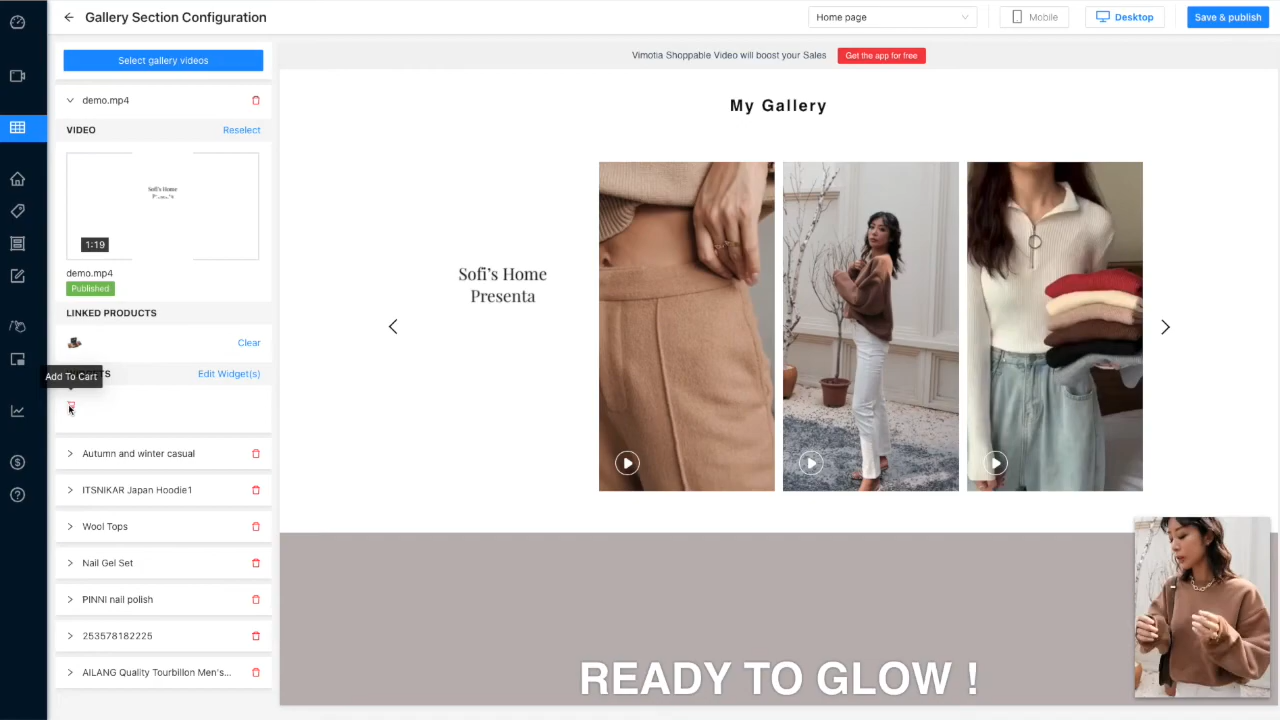 Gallery Section Configuration
Home page
Mobile
Desktop
Save & publish
Select gallery videos
Vimotia Shoppable Video will boost your Sales
Get the app for free
demo.mp4
My Gallery
VIDEO
Reselect
Sofi's Home
1:19
demo.mp4
Published
Sofi's Home
Presenta
LINKED PRODUCTS
Clear
Add To Cart
Edit Widget(s)
Autumn and winter casual
ITSNIKAR Japan Hoodie1
Wool Tops
Nail Gel Set
PINNI nail polish
253578182225
AILANG Quality Tourbillon Men's...
READY TO GLOW !